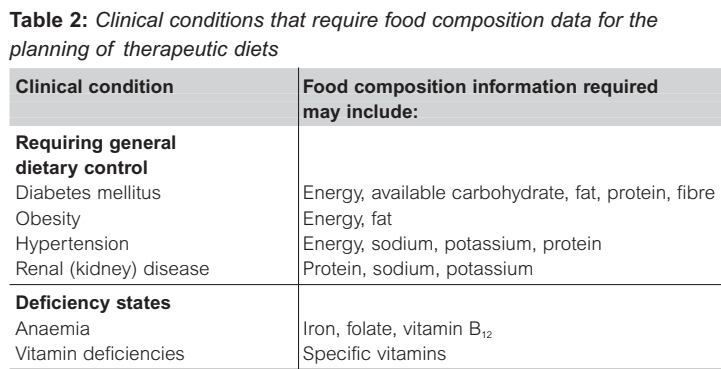 Table 2: Clinical conditions that require food composition data for the
planning of therapeutic diets
Clinical condition Food composition information required
may include:
Requiring general
dietary control
Diabetes mellitus Energy, available carbohydrate, fat, protein, fibre
Obesity Energy, fat
Hypertension Energy, sodium, potassium, protein
Renal (kidney) disease Protein, sodium, potassium
Deficiency states
Anaemia Iron, folate, vitamin B₁₂
Vitamin deficiencies Specific vitamins